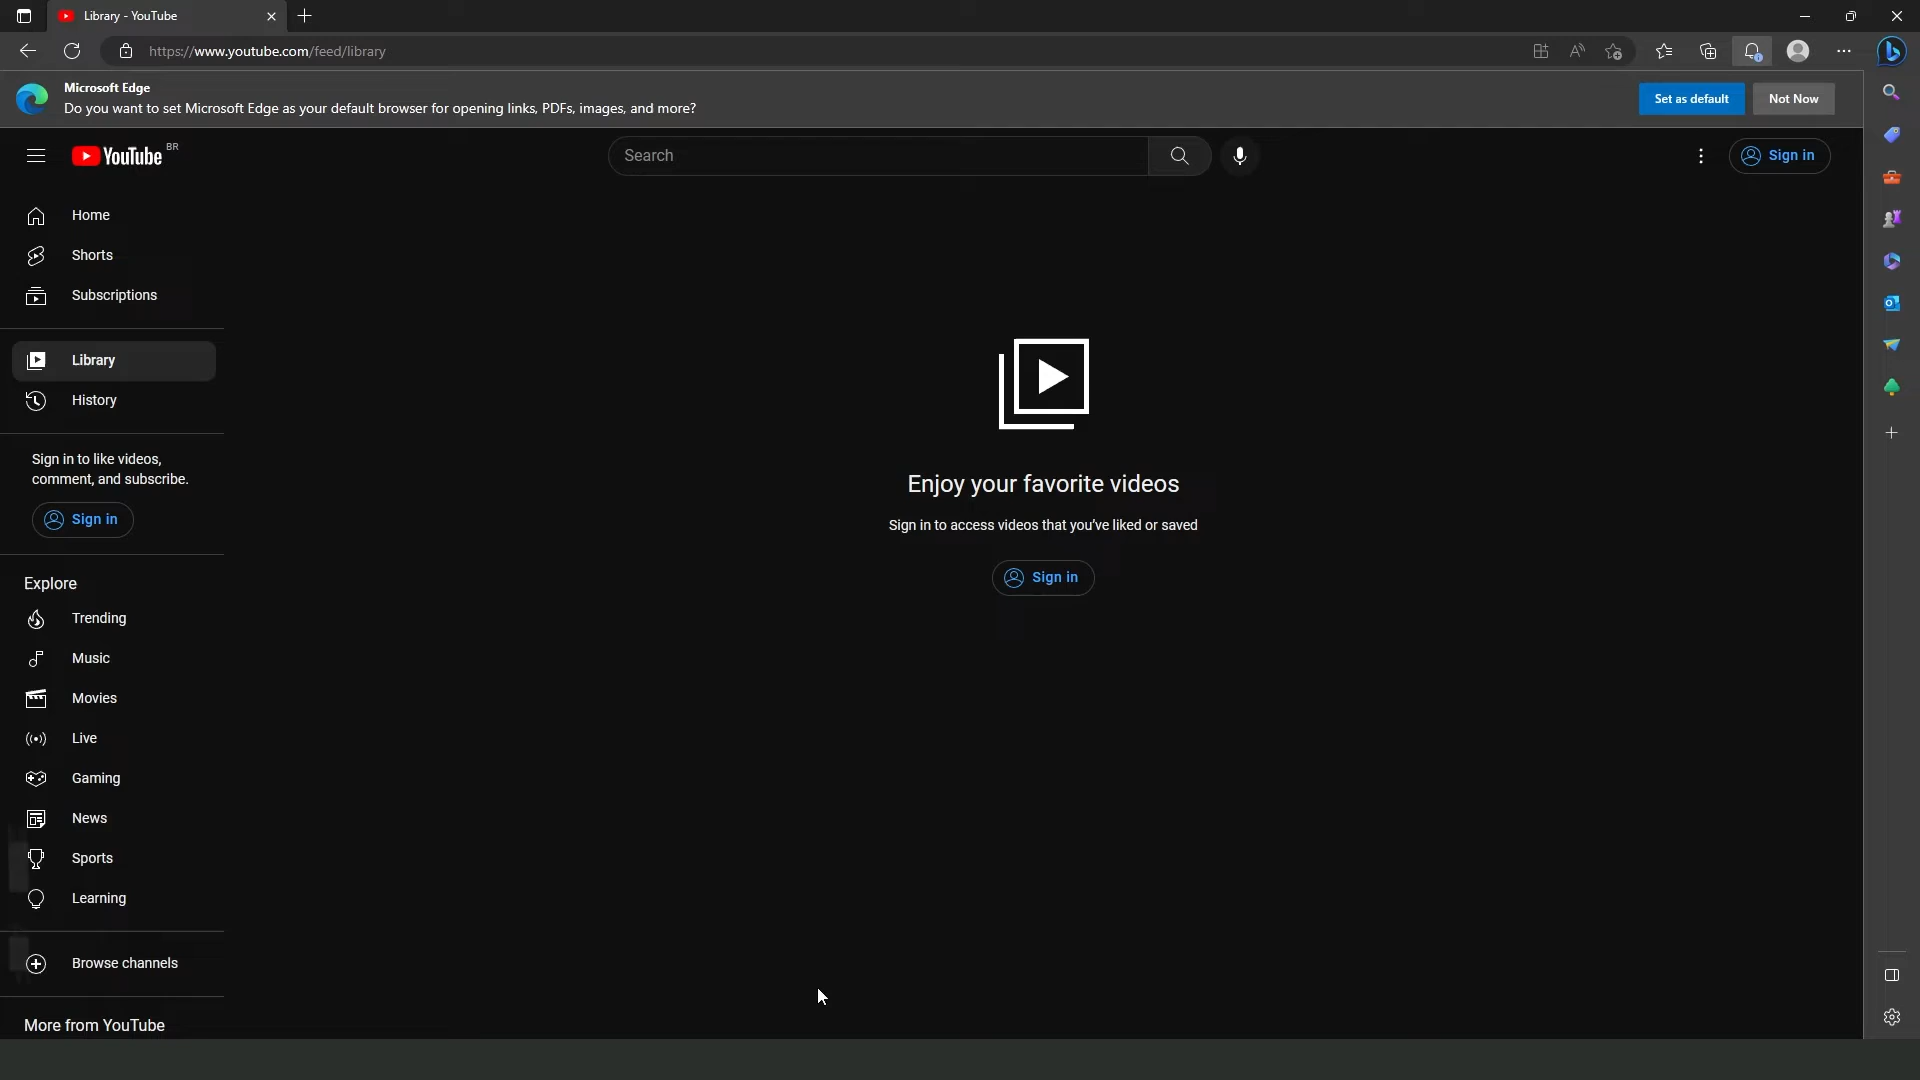 Library - YouTube
https://www.youtube.com/feed/library
Microsoft Edge
Do you want to set Microsoft Edge as your default browser for opening links, PDFs, images, and more?
Set as default
Not Now
YouTube BR
Search
Sign in
Home
Shorts
Subscriptions
Library
History
Sign in to like videos,
comment, and subscribe.
Sign in
Explore
Trending
Music
Movies
Live
Gaming
News
Sports
Learning
Browse channels
More from YouTube
Enjoy your favorite videos
Sign in to access videos that you've liked or saved
Sign in